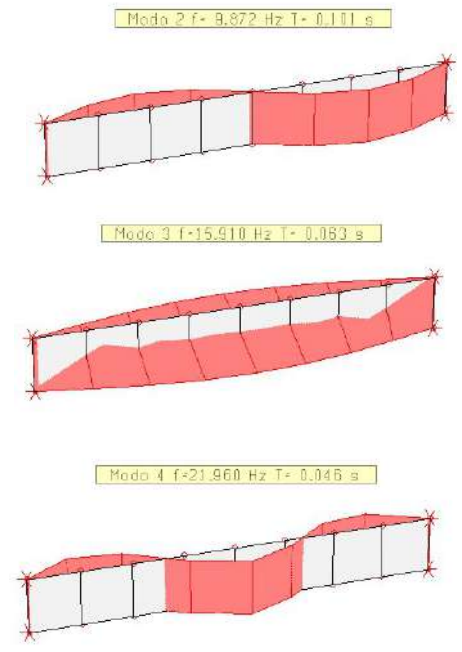 Modo 2 f= 9.872 Hz T= 0.101 s
Modo 3 f=15.910 Hz T= 0.063 s
Modo 4 f=21.960 Hz T= 0.046 s